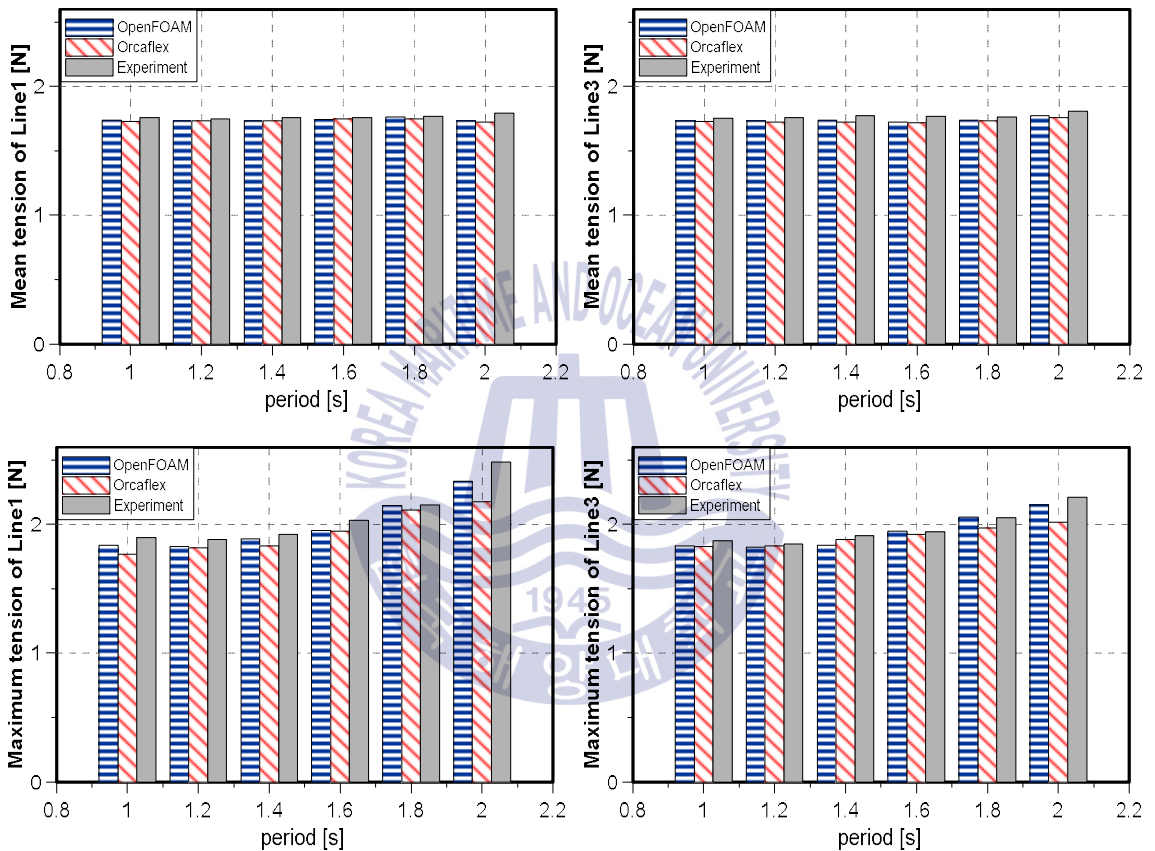 Mean tension of Line1 [N]
OpenFOAM
Orcaflex
Experiment
2
1
0
0.8 1 1.2 1.4 1.6 1.8 2 2.2
period [s]
Mean tension of Line3 [N]
OpenFOAM
Orcaflex
Experiment
2
1
0
0.8 1 1.2 1.4 1.6 1.8 2 2.2
period [s]
KOREA MARITIME AND OCEAN UNIVERSITY
1945
Maximum tension of Line1 [N]
OpenFOAM
Orcaflex
Experiment
2
1
0
0.8 1 1.2 1.4 1.6 1.8 2 2.2
period [s]
Maximum tension of Line3 [N]
OpenFOAM
Orcaflex
Experiment
2
1
0
0.8 1 1.2 1.4 1.6 1.8 2 2.2
period [s]